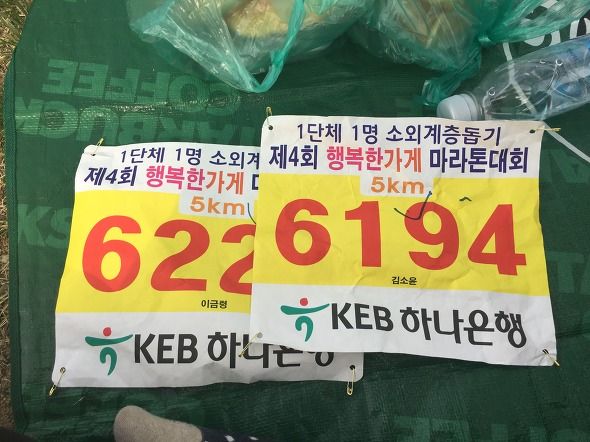 1단체 1명 소외계
제4회 행복한가게
5km
622
이금령
KEB 하나은행
1단체 1명 소외계층돕기
제4회 행복한가게 마라톤대회
5km
6194
김소윤
KEB 하나은행
COFFEE